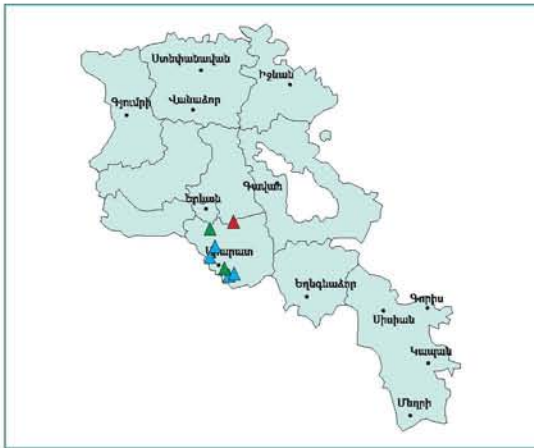 Ստեփանավան
Իջևան
Գյումրի
Վանաձոր
Գավառ
Երևան
Արարատ
Եղեգնաձոր
Գորիս
Սիսիան
Կապան
Մեղրի